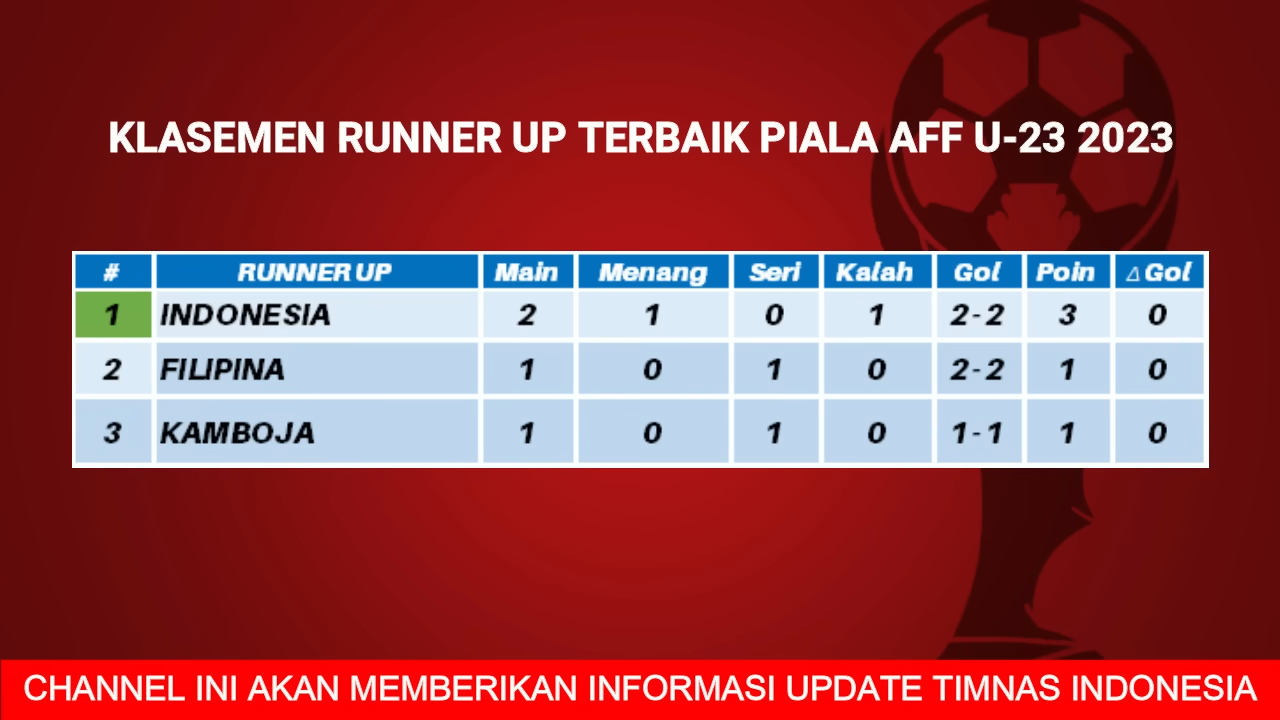 KLASEMEN RUNNER UP TERBAIK PIALA AFF U-23 2023
# RUNNER UP Main Menang Seri Kalah Gol Poin △ Gol
1 INDONESIA 2 1 0 1 2-2 3 0
2 FILIPINA 1 0 1 0 2-2 1 0
3 KAMBOJA 1 0 1 0 1-1 1 0
CHANNEL INI AKAN MEMBERIKAN INFORMASI UPDATE TIMNAS INDONESIA